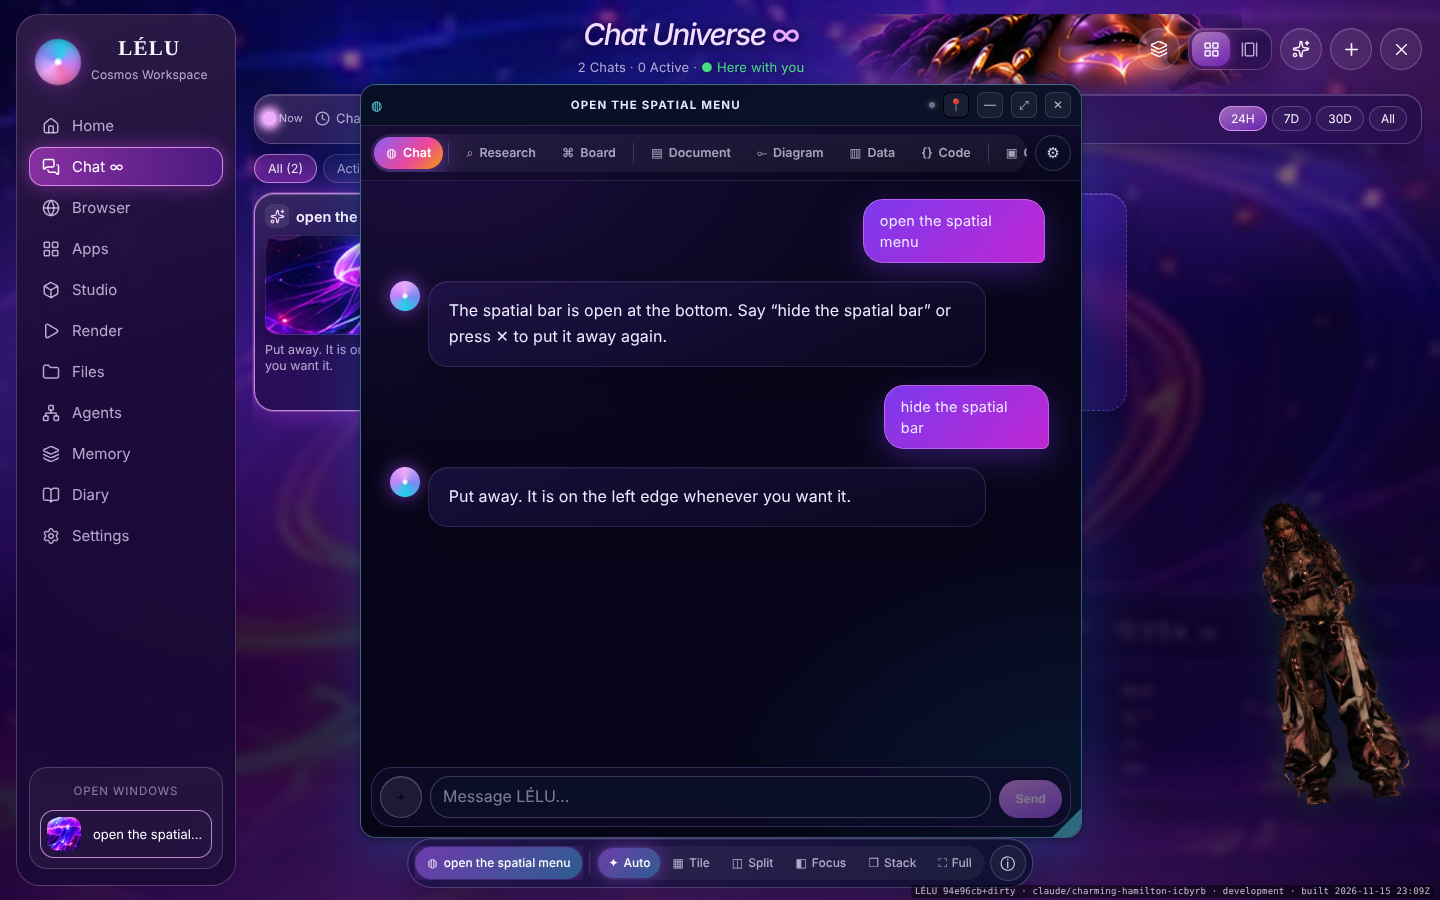 LÉLU
Cosmos Workspace
Home
Chat ∞
Browser
Apps
Studio
Render
Files
Agents
Memory
Diary
Settings
OPEN WINDOWS
open the spatial...
Chat Universe ∞
2 Chats · 0 Active · Here with you
Now
24H 7D 30D All
All (2)
open the
Put away. It is
you want it.
OPEN THE SPATIAL MENU
Chat Research Board Document Diagram Data {} Code
open the spatial
menu
The spatial bar is open at the bottom. Say “hide the spatial bar” or
press ✕ to put it away again.
hide the spatial
bar
Put away. It is on the left edge whenever you want it.
Message LÉLU...
Send
open the spatial menu Auto Tile Split Focus Stack Full
LÉLU 94e96cb+dirty · claude/charming-hamilton-icbyrb · development · built 2026-11-15 23:09Z